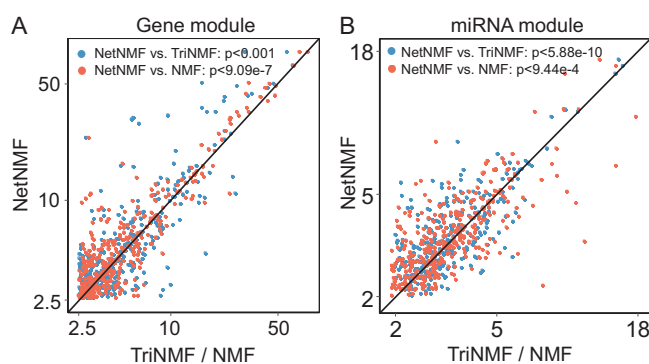 A
Gene module
NetNMF vs. TriNMF: p<0.001
NetNMF vs. NMF: p<9.09e-7
50
10
2.5
NetNMF
2.5 10 50
TriNMF / NMF
B
miRNA module
NetNMF vs. TriNMF: p<5.88e-10
NetNMF vs. NMF: p<9.44e-4
18
5
2
NetNMF
2 5 18
TriNMF / NMF